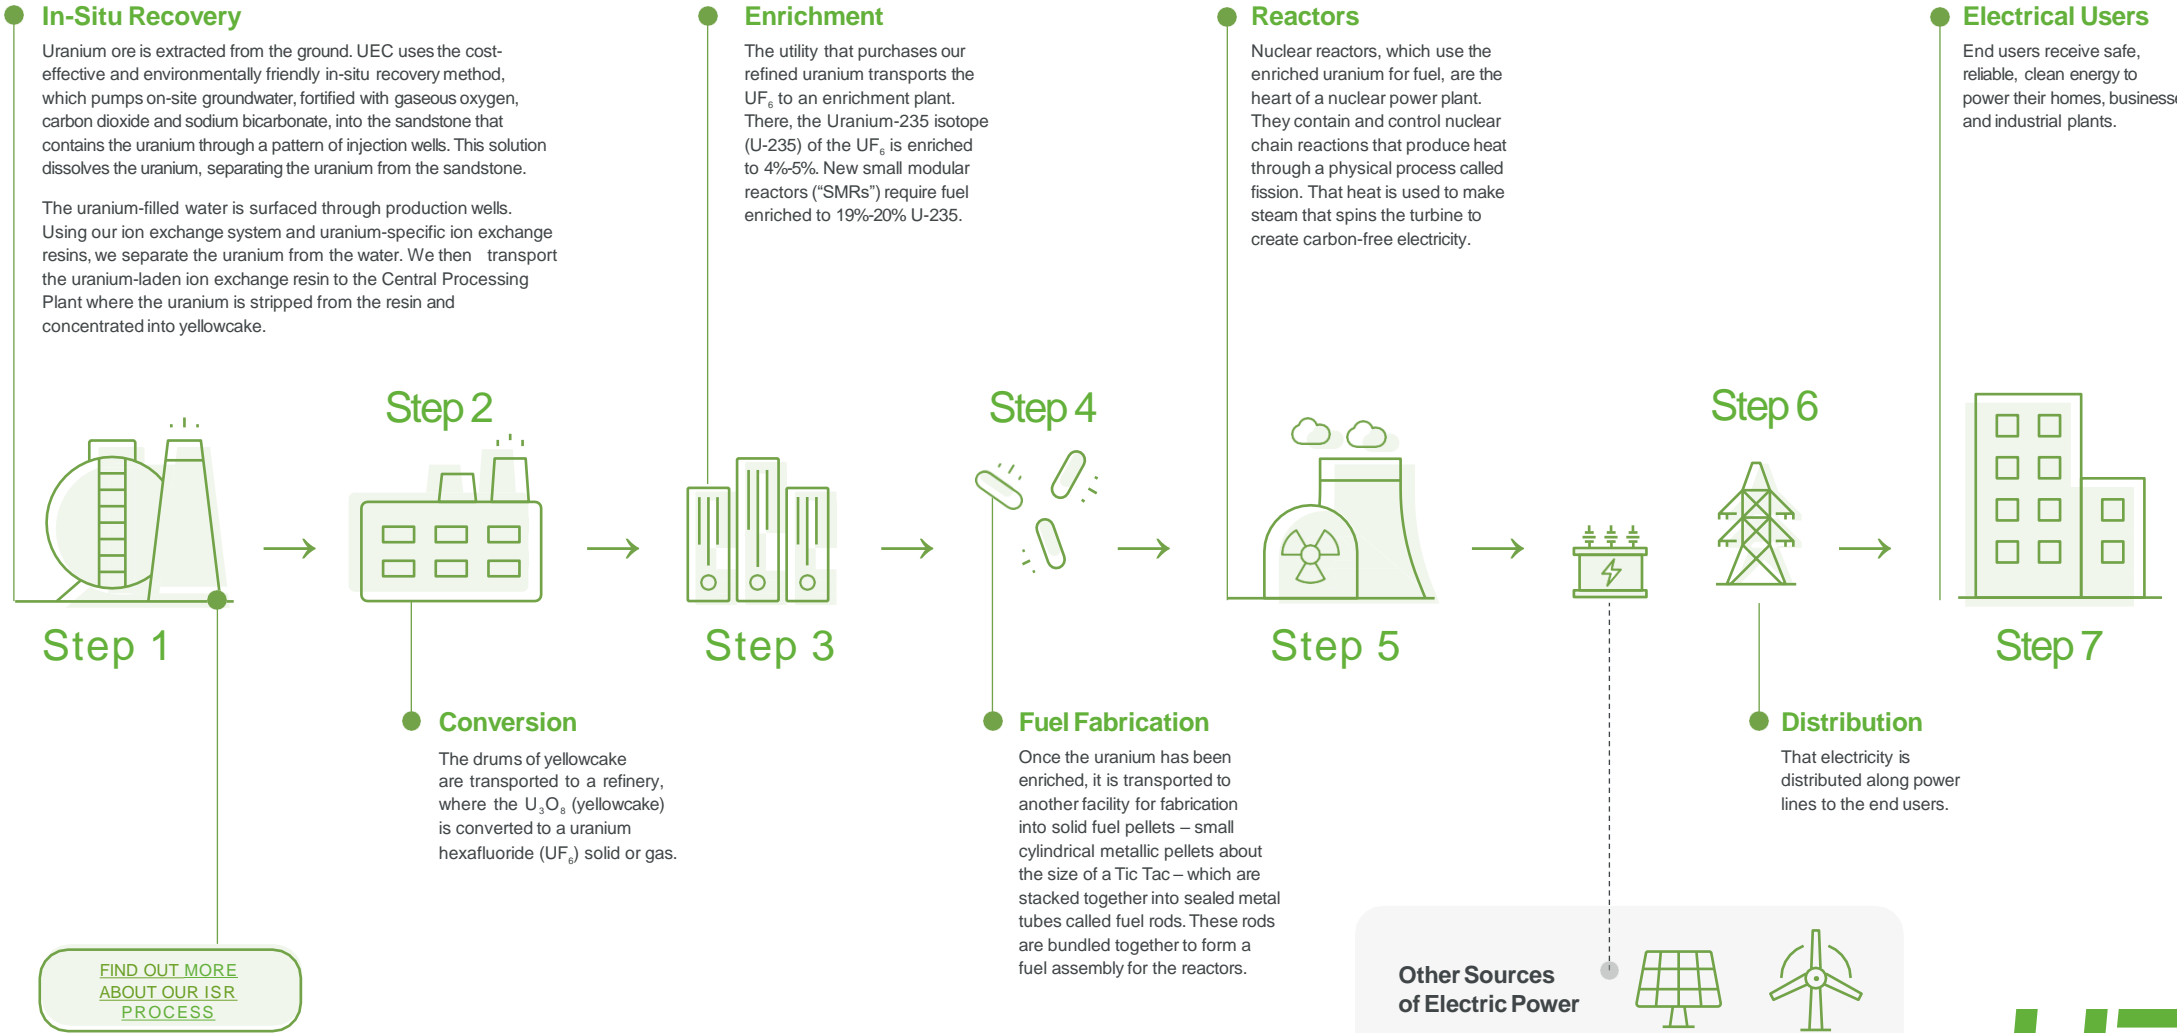 In-Situ Recovery
Uranium ore is extracted from the ground. UEC uses the cost-
effective and environmentally friendly in-situ recovery method,
which pumps on-site groundwater, fortified with gaseous oxygen,
carbon dioxide and sodium bicarbonate, into the sandstone that
contains the uranium through a pattern of injection wells. This solution
dissolves the uranium, separating the uranium from the sandstone.
The uranium-filled water is surfaced through production wells.
Using our ion exchange system and uranium-specific ion exchange
resins, we separate the uranium from the water. We then transport
the uranium-laden ion exchange resin to the Central Processing
Plant where the uranium is stripped from the resin and
concentrated into yellowcake.
Enrichment
The utility that purchases our
refined uranium transports the
UF₆ to an enrichment plant.
There, the Uranium-235 isotope
(U-235) of the UF₆ is enriched
to 4%-5%. New small modular
reactors (“SMRs”) require fuel
enriched to 19%-20% U-235.
Reactors
Nuclear reactors, which use the
enriched uranium for fuel, are the
heart of a nuclear power plant.
They contain and control nuclear
chain reactions that produce heat
through a physical process called
fission. That heat is used to make
steam that spins the turbine to
create carbon-free electricity.
Electrical Users
End users receive safe,
reliable, clean energy to
power their homes, businesse
and industrial plants.
Step 2
Step 4
Step 6
Step 1
Step 3
Step 5
Step 7
Conversion
The drums of yellowcake
are transported to a refinery,
where the U₃O₈ (yellowcake)
is converted to a uranium
hexafluoride (UF₆) solid or gas.
Fuel Fabrication
Once the uranium has been
enriched, it is transported to
another facility for fabrication
into solid fuel pellets – small
cylindrical metallic pellets about
the size of a Tic Tac – which are
stacked together into sealed metal
tubes called fuel rods. These rods
are bundled together to form a
fuel assembly for the reactors.
Distribution
That electricity is
distributed along power
lines to the end users.
FIND OUT MORE
ABOUT OUR ISR
PROCESS
Other Sources
of Electric Power